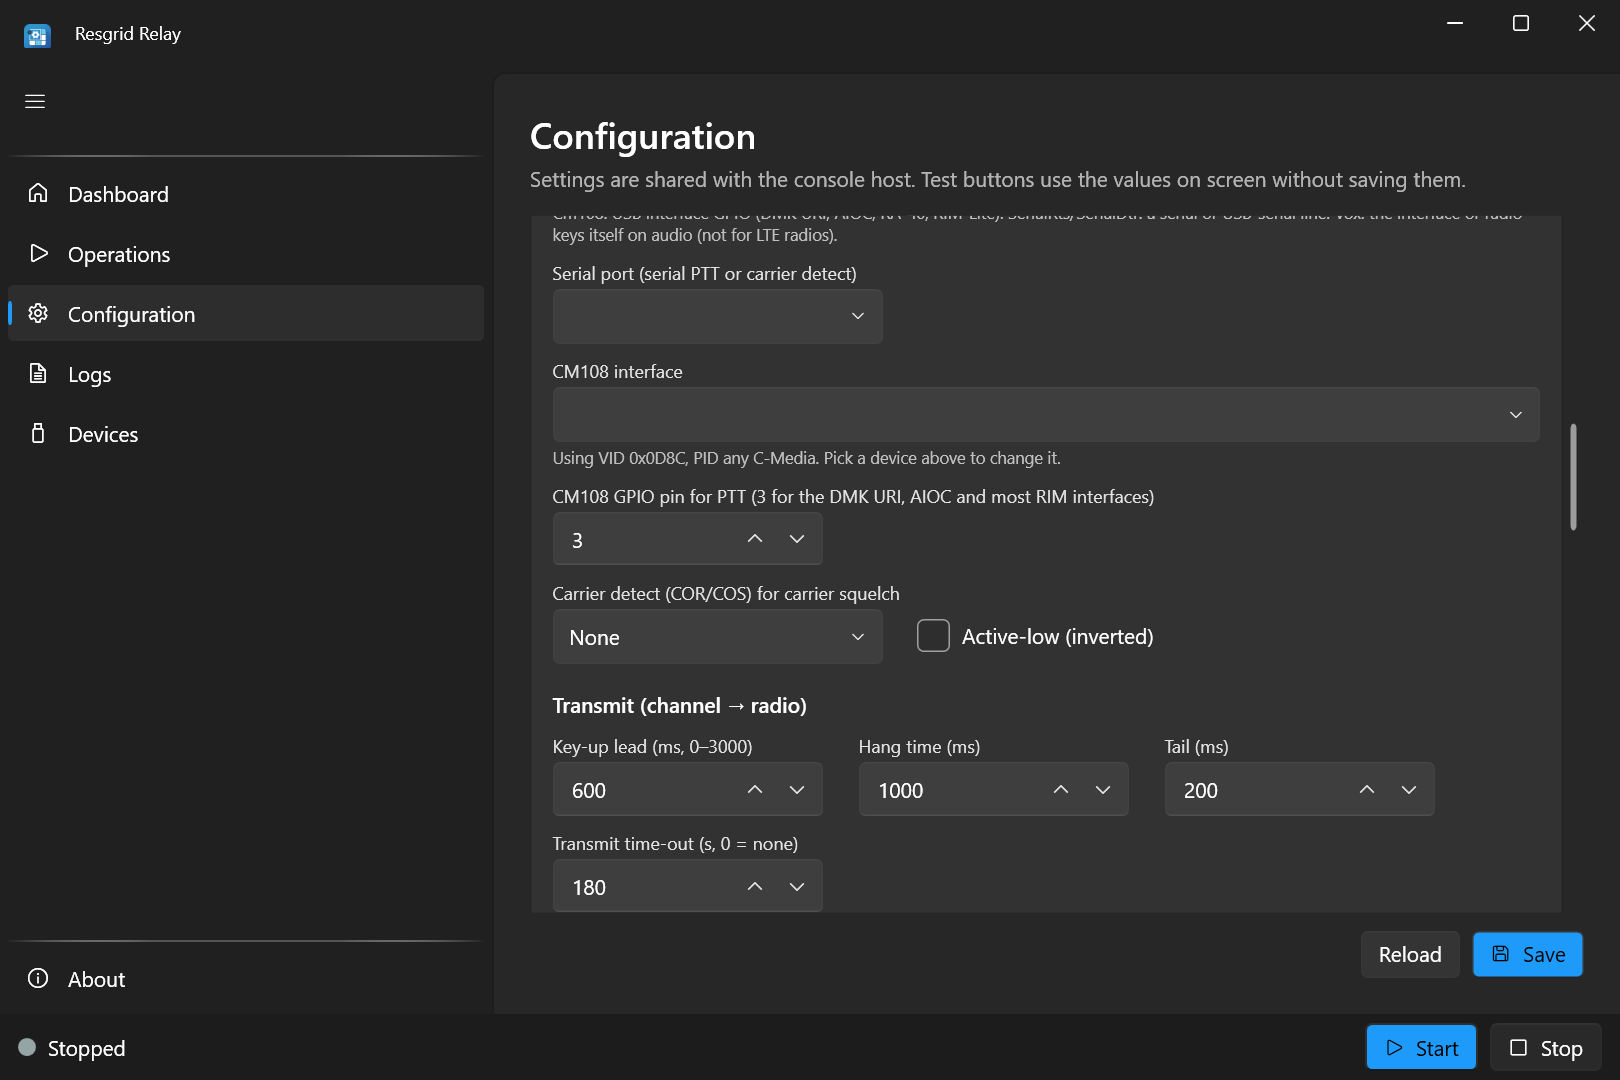 Resgrid Relay
Dashboard
Operations
Configuration
Logs
Devices
About
Configuration
Settings are shared with the console host. Test buttons use the values on screen without saving them.
keys itself on audio (not for LTE radios).
Serial port (serial PTT or carrier detect)
CM108 interface
Using VID 0x0D8C, PID any C-Media. Pick a device above to change it.
CM108 GPIO pin for PTT (3 for the DMK URI, AIOC and most RIM interfaces)
3
Carrier detect (COR/COS) for carrier squelch
None
Active-low (inverted)
Transmit (channel → radio)
Key-up lead (ms, 0–3000)
Hang time (ms)
Tail (ms)
600
1000
200
Transmit time-out (s, 0 = none)
180
Reload
Save
Stopped
Start
Stop